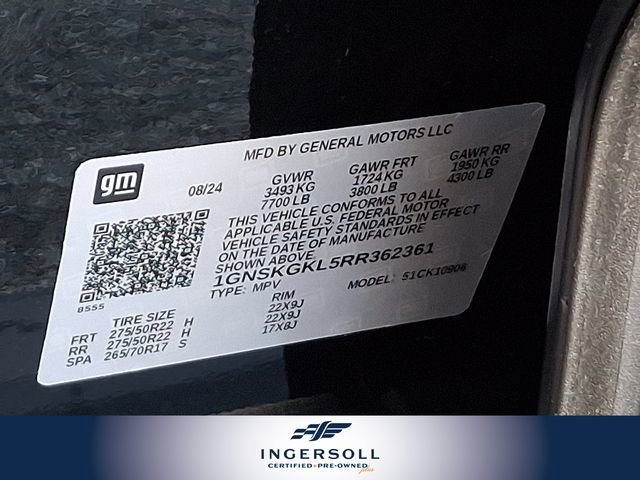 MFD BY GENERAL MOTORS LLC
gm
08/24
GVWR GAWR FRT GAWR RR
3493 KG 1724 KG 1950 KG
7700 LB 3800 LB 4300 LB
THIS VEHICLE CONFORMS TO ALL
APPLICABLE U.S. FEDERAL MOTOR
VEHICLE SAFETY STANDARDS IN EFFECT
ON THE DATE OF MANUFACTURE
SHOWN ABOVE.
1GNSKGKL5RR362361
TYPE: MPV MODEL: 51CK10906
8555
TIRE SIZE RIM
FRT 275/50R22 H 22X9J
RR 275/50R22 H 22X9J
SPA 265/70R17 S 17X8J
INGERSOLL
CERTIFIED PRE-OWNED plus